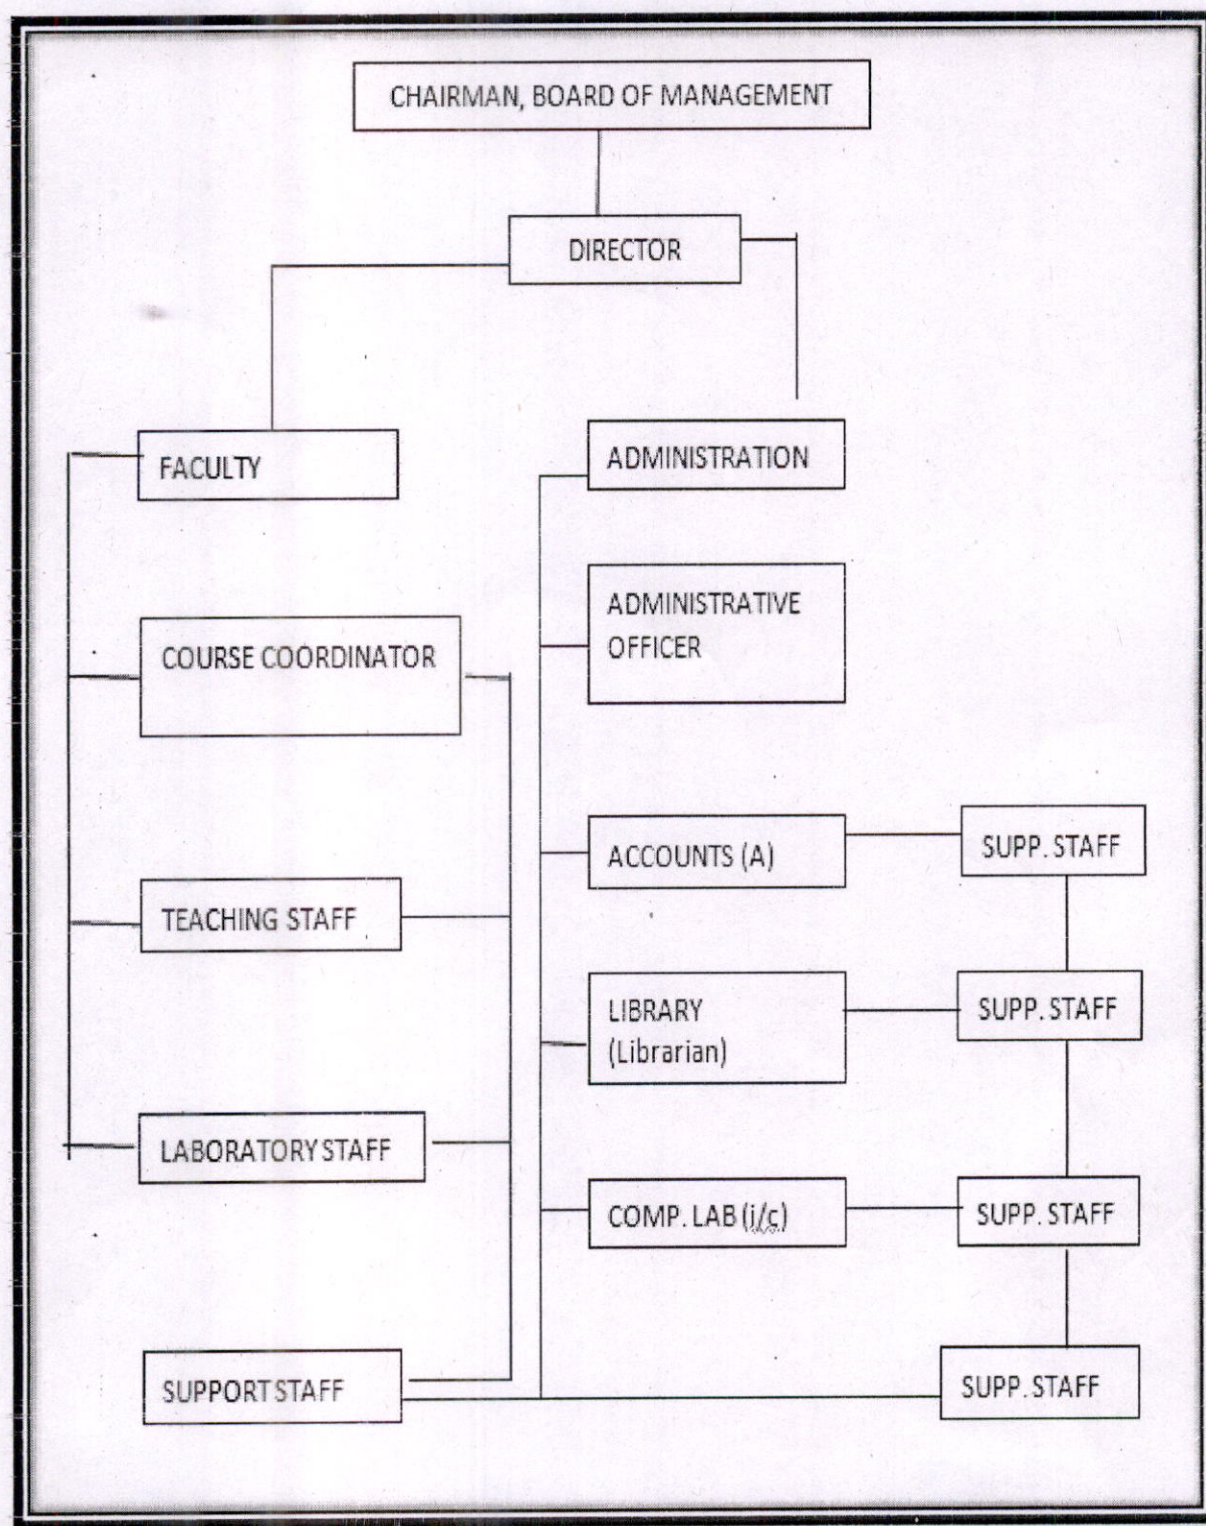 CHAIRMAN, BOARD OF MANAGEMENT
DIRECTOR
FACULTY
ADMINISTRATION
COURSE COORDINATOR
ADMINISTRATIVE
OFFICER
ACCOUNTS (A)
SUPP. STAFF
TEACHING STAFF
LIBRARY
(Librarian)
SUPP. STAFF
LABORATORY STAFF
COMP. LAB (i/c)
SUPP. STAFF
SUPPORT STAFF
SUPP. STAFF